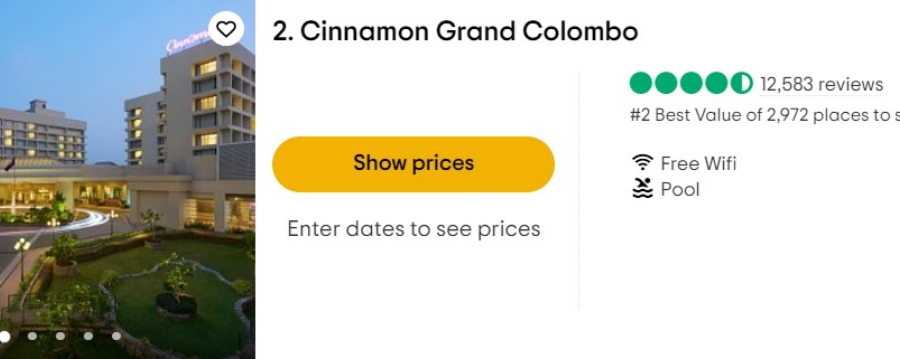 Cinnamon
2. Cinnamon Grand Colombo
12,583 reviews
#2 Best Value of 2,972 places to s
Show prices
Free Wifi
Pool
Enter dates to see prices